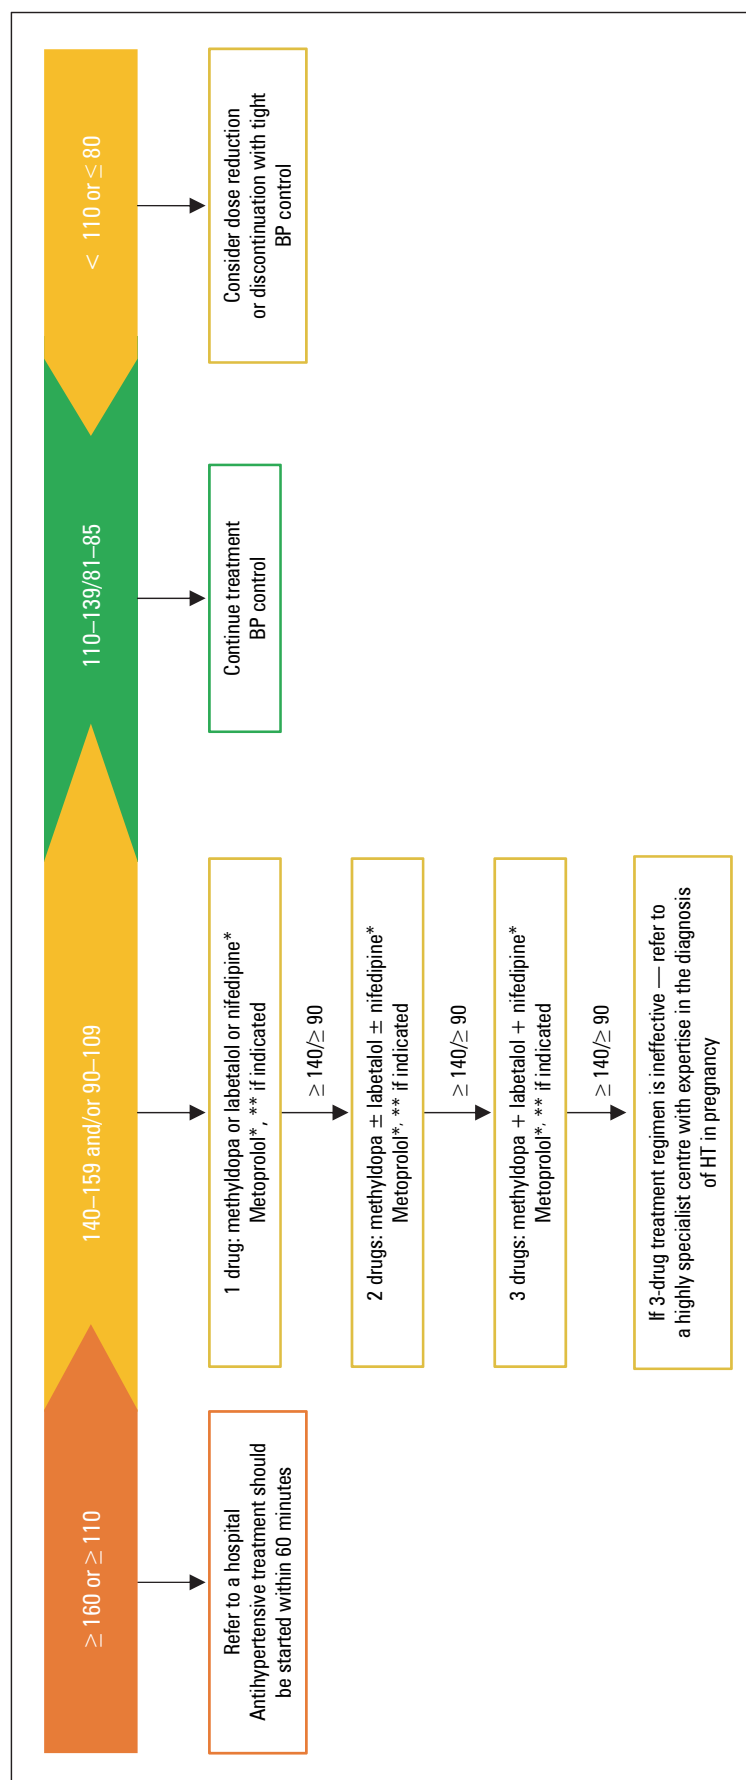 ≥ 160 or ≥ 110
Refer to a hospital
Antihypertensive treatment should
be started within 60 minutes
140–159 and/or 90–109
1 drug: methyldopa or labetalol or nifedipine*
Metoprolol*, ** if indicated
≥ 140/≥ 90
2 drugs: methyldopa ± labetalol ± nifedipine*
Metoprolol*, ** if indicated
≥ 140/≥ 90
3 drugs: methyldopa + labetalol + nifedipine*
Metoprolol*, ** if indicated
≥ 140/≥ 90
If 3-drug treatment regimen is ineffective — refer to
a highly specialist centre with expertise in the diagnosis
of HT in pregnancy
110–139/81–85
Continue treatment
BP control
< 110 or ≤ 80
Consider dose reduction
or discontinuation with tight
BP control